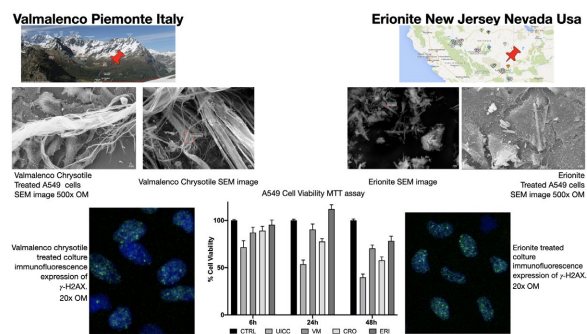 Valmalenco Piemonte Italy
Erionite New Jersey Nevada Usa
Valmalenco Chrysotile
Treated A549 cells
SEM image 500x OM
Valmalenco Chrysotile SEM image
Erionite SEM image
Erionite
Treated A549 cells
SEM image 500x OM
Valmalenco chrysotile
treated colture
immunofluorescence
expression of
γ-H2AX.
20x OM
A549 Cell Viability MTT assay
% Cell Viability
100
50
0
6h
24h
48h
CTRL
UICC
VM
CRO
ERI
Erionite treated
colture
immunofluorescence
expression of γ-H2AX.
20x OM